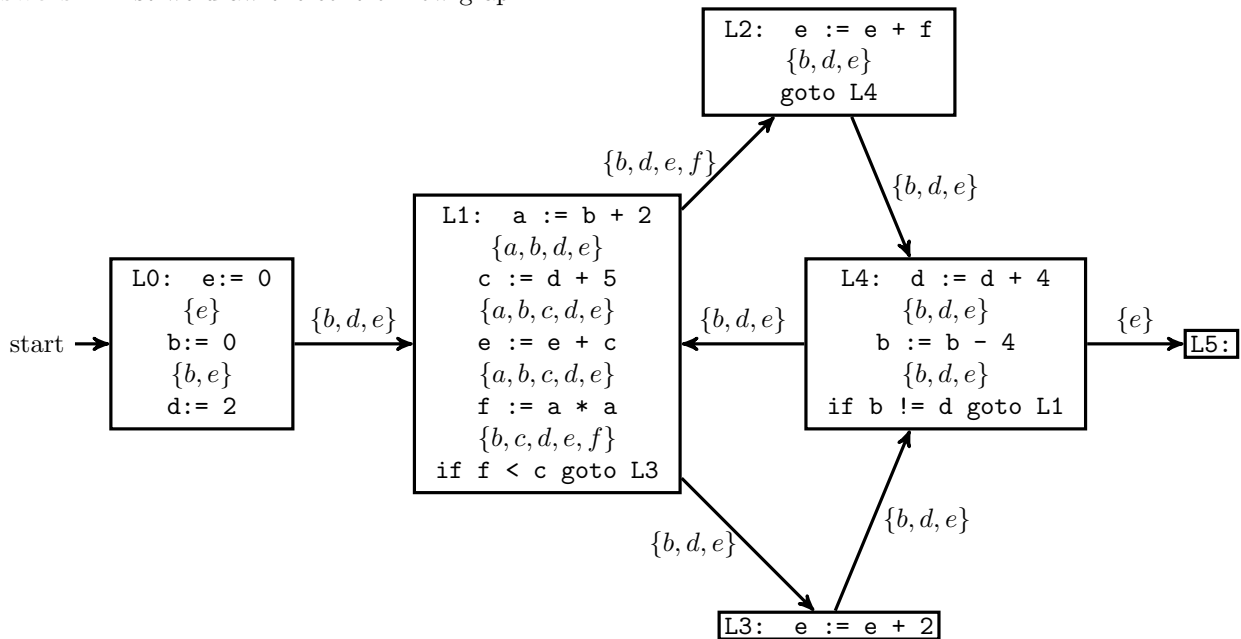 L2: e := e + f
{b, d, e}
goto L4
{b, d, e, f}
{b, d, e}
L1: a := b + 2
{a, b, d, e}
c := d + 5
{a, b, c, d, e}
e := e + c
{a, b, c, d, e}
f := a * a
{b, c, d, e, f}
if f < c goto L3
start
L0: e:= 0
{e}
b:= 0
{b, e}
d:= 2
{b, d, e}
{b, d, e}
L4: d := d + 4
{b, d, e}
b := b - 4
{b, d, e}
if b != d goto L1
{e}
L5:
{b, d, e}
{b, d, e}
L3: e := e + 2